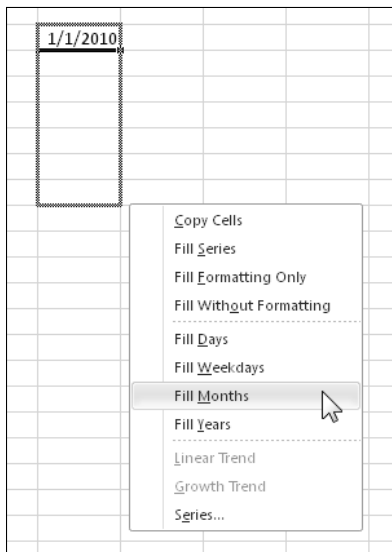 1/1/2010
Copy Cells
Fill Series
Fill Formatting Only
Fill Without Formatting
Fill Days
Fill Weekdays
Fill Months
Fill Years
Linear Trend
Growth Trend
Series...